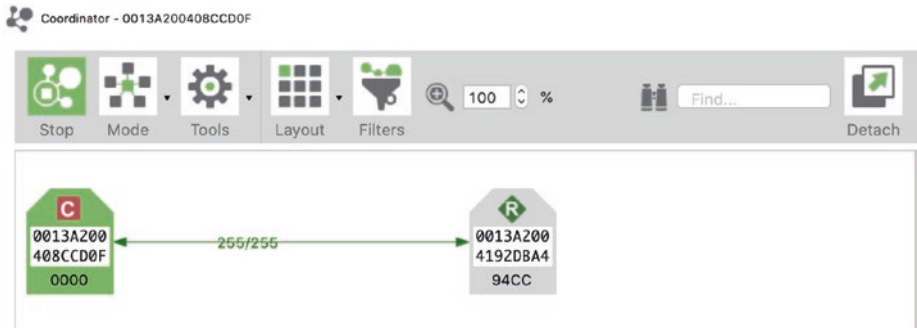 Coordinator - 0013A200408CCD0F
100 %
Find...
Stop Mode Tools Layout Filters Detach
C
0013A200
408CCD0F
0000
255/255
R
0013A200
4192DBA4
94CC